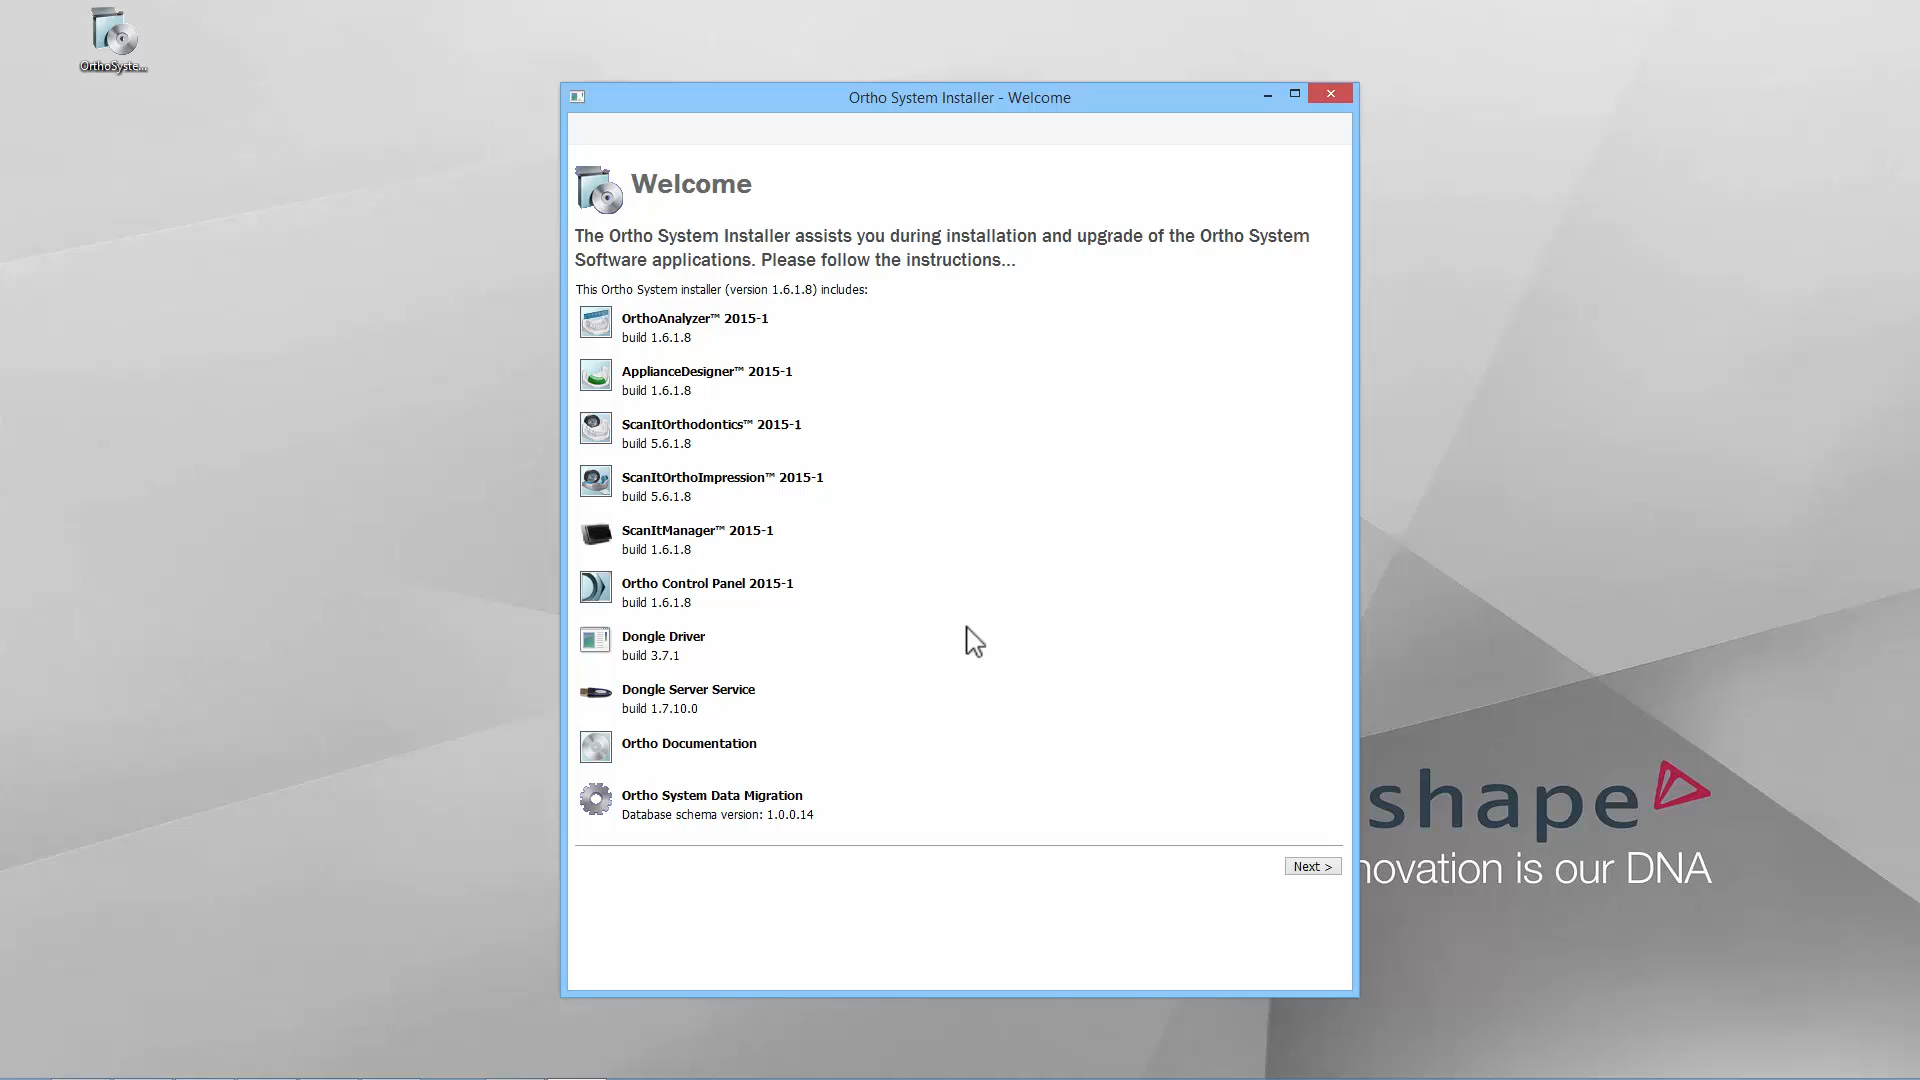 OrthoSyste...
Ortho System Installer - Welcome
Welcome
The Ortho System Installer assists you during installation and upgrade of the Ortho System
Software applications. Please follow the instructions...
This Ortho System installer (version 1.6.1.8) includes:
OrthoAnalyzer™ 2015-1
build 1.6.1.8
ApplianceDesigner™ 2015-1
build 1.6.1.8
ScanItOrthodontics™ 2015-1
build 5.6.1.8
ScanItOrthoImpression™ 2015-1
build 5.6.1.8
ScanItManager™ 2015-1
build 1.6.1.8
Ortho Control Panel 2015-1
build 1.6.1.8
Dongle Driver
build 3.7.1
Dongle Server Service
build 1.7.10.0
Ortho Documentation
Ortho System Data Migration
Database schema version: 1.0.0.14
Next >
shape
novation is our DNA